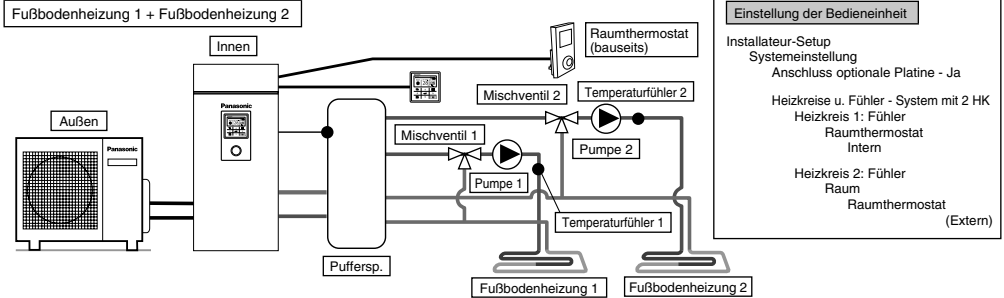 Fußbodenheizung 1 + Fußbodenheizung 2
Innen
Raumthermostat
(bauseits)
Außen
Panasonic
Panasonic
Mischventil 2
Temperaturfühler 2
Mischventil 1
Pumpe 2
Pumpe 1
Temperaturfühler 1
Puffersp.
Fußbodenheizung 1
Fußbodenheizung 2
Einstellung der Bedieneinheit
Installateur-Setup
Systemeinstellung
Anschluss optionale Platine - Ja
Heizkreise u. Fühler - System mit 2 HK
Heizkreis 1: Fühler
Raumthermostat
Intern
Heizkreis 2: Fühler
Raum
Raumthermostat
(Extern)